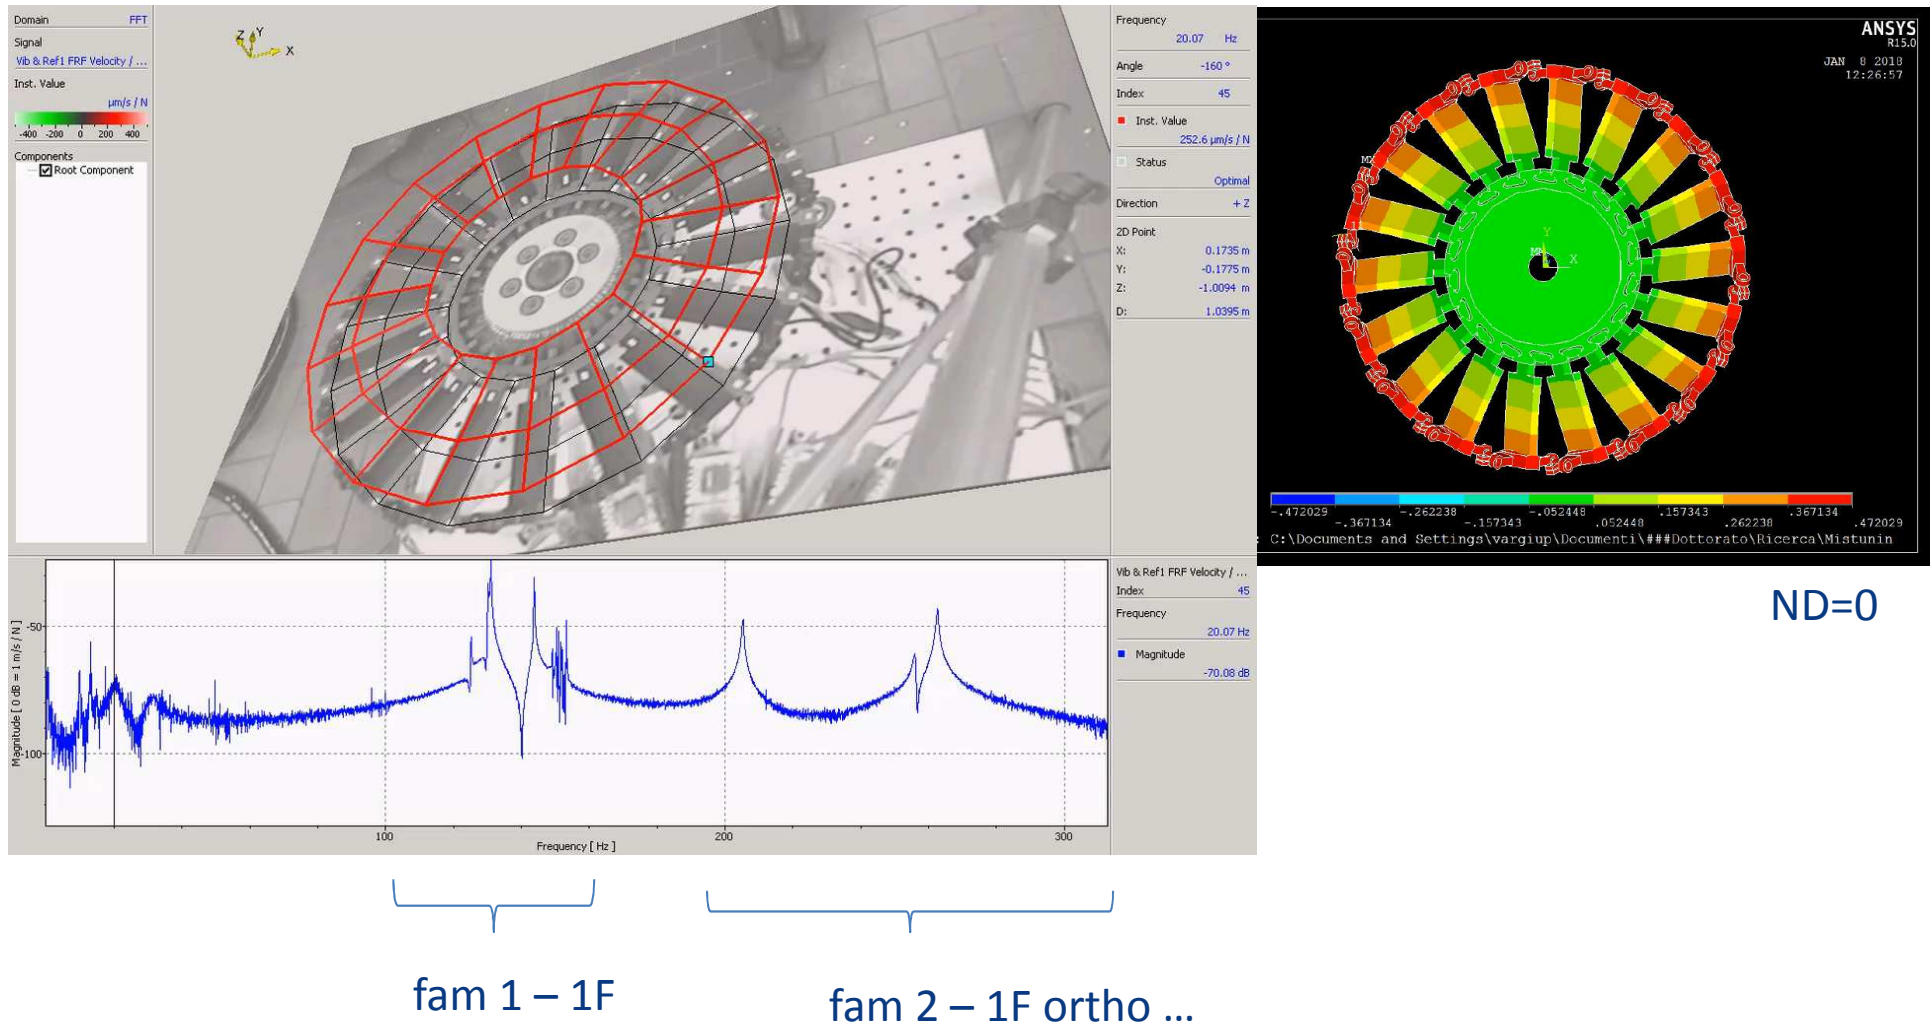 Domain FFT
Signal
Vib & Ref1 FRF Velocity / ...
Inst. Value
µm/s / N
-400 -200 0 200 400
Components
Root Component
Z Y X
Frequency
20.07 Hz
Angle -160 °
Index 45
Inst. Value
252.6 µm/s / N
Status
Optimal
Direction + Z
2D Point
X: 0.1735 m
Y: -0.1775 m
Z: -1.0094 m
D: 1.0395 m
ANSYS
R15.0
JAN 8 2018
12:26:57
MX
Y
MN X
-.472029 -.262238 -.052448 .157343 .367134
-.367134 -.157343 .052448 .262238 .472029
: C:\Documents and Settings\vargiup\Documenti\###Dottorato\Ricerca\Mistunin
ND=0
Magnitude [ 0 dB = 1 m/s / N ]
-50
-100
100 200 300
Frequency [ Hz ]
Vib & Ref1 FRF Velocity / ...
Index 45
Frequency
20.07 Hz
Magnitude
-70.08 dB
fam 1 – 1F
fam 2 – 1F ortho ...